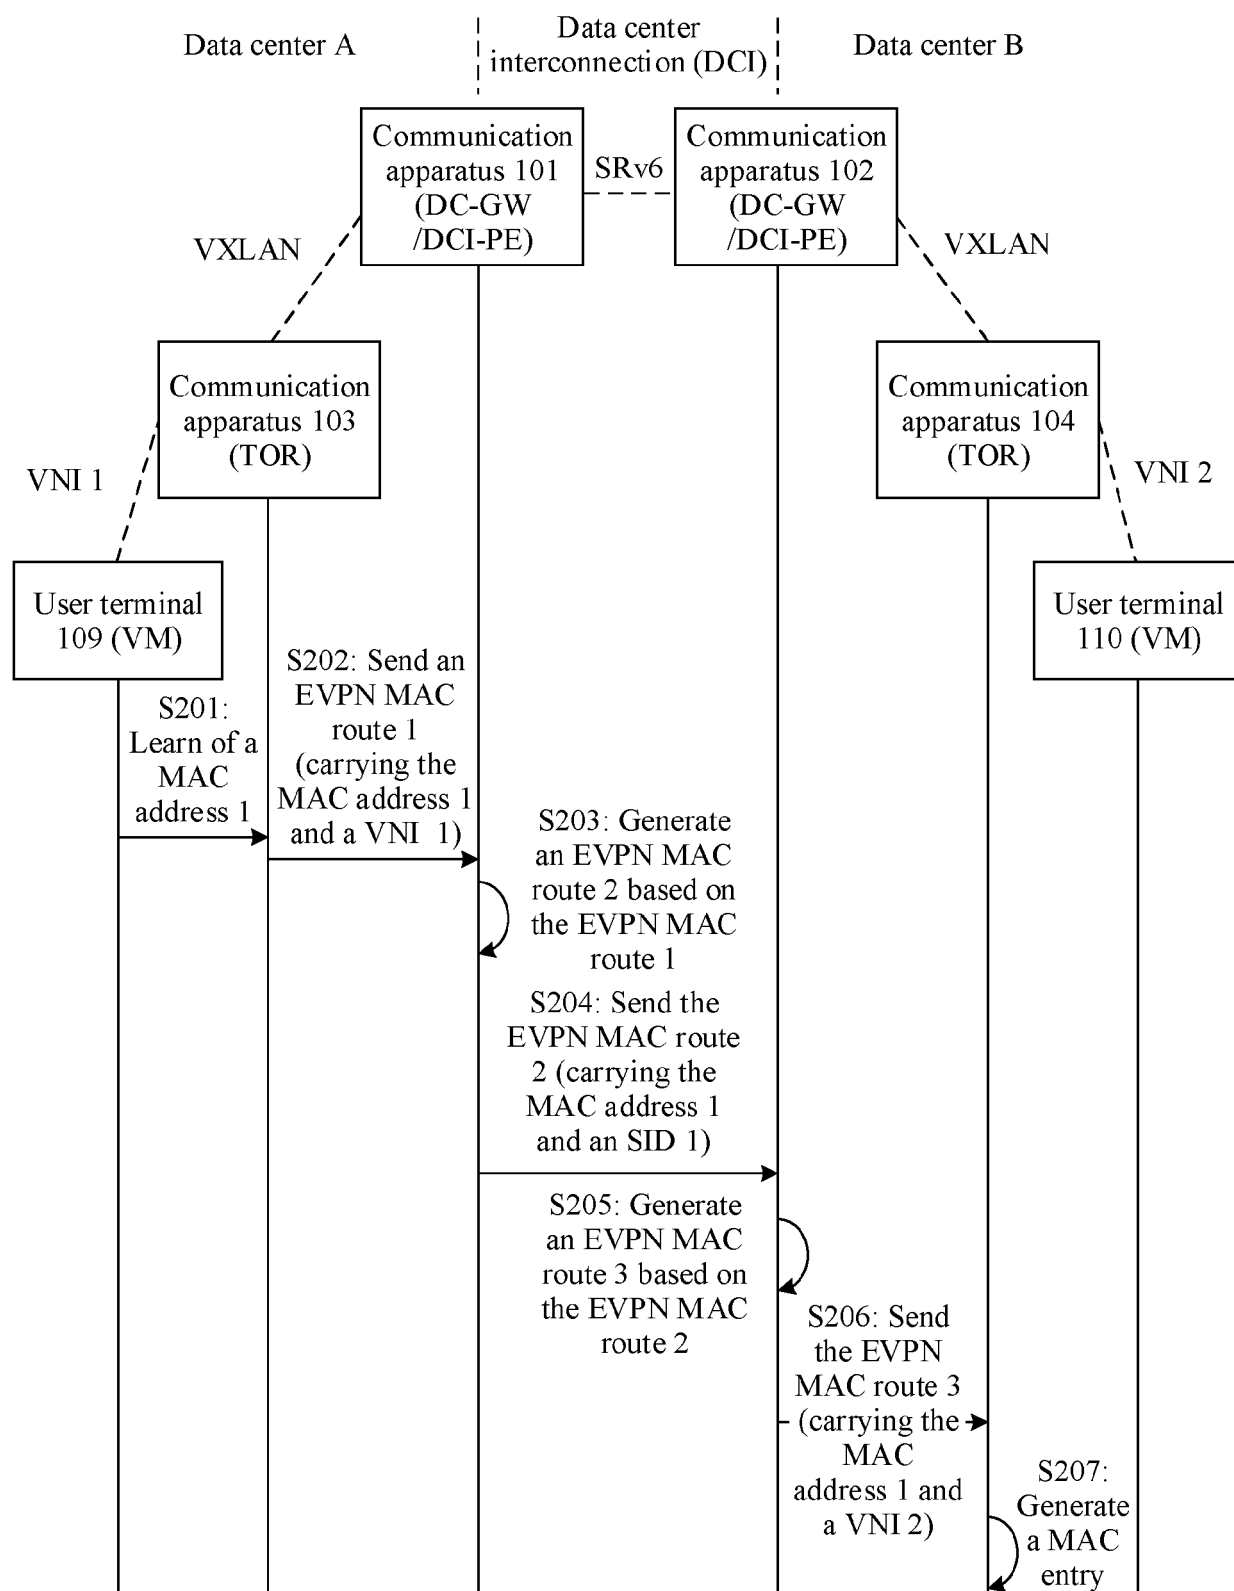 Data center A
Data center
interconnection (DCI)
Data center B
Communication
apparatus 101
(DC-GW
/DCI-PE)
SRv6
Communication
apparatus 102
(DC-GW
/DCI-PE)
VXLAN
VXLAN
Communication
apparatus 103
(TOR)
Communication
apparatus 104
(TOR)
VNI 1
VNI 2
User terminal
109 (VM)
User terminal
110 (VM)
S201:
Learn of a
MAC
address 1
S202: Send an
EVPN MAC
route 1
(carrying the
MAC address 1
and a VNI 1)
S203: Generate
an EVPN MAC
route 2 based on
the EVPN MAC
route 1
S204: Send the
EVPN MAC route
2 (carrying the
MAC address 1
and an SID 1)
S205: Generate
an EVPN MAC
route 3 based on
the EVPN MAC
route 2
S206: Send
the EVPN
MAC route 3
(carrying the
MAC
address 1 and
a VNI 2)
S207:
Generate
a MAC
entry